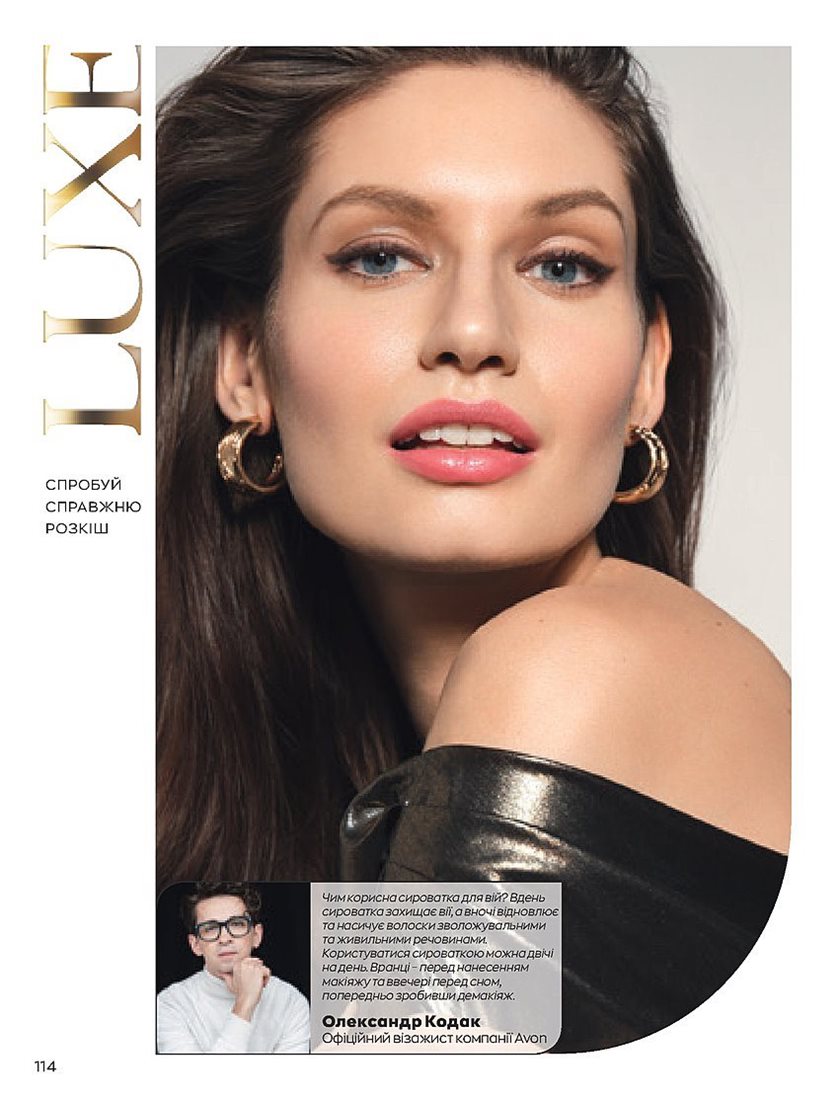 LUXE
СПРОБУЙ
СПРАВЖНЮ
РОЗКІШ
Чим корисна сироватка для вій? Вдень
сироватка захищає вії, а вночі відновлює
та насичує волоски зволожувальними
та живильними речовинами.
Користуватися сироваткою можна двічі
на день. Вранці – перед нанесенням
макіяжу та ввечері перед сном,
попередньо зробивши демакіяж.
Олександр Кодак
Офіційний візажист компанії Avon
114